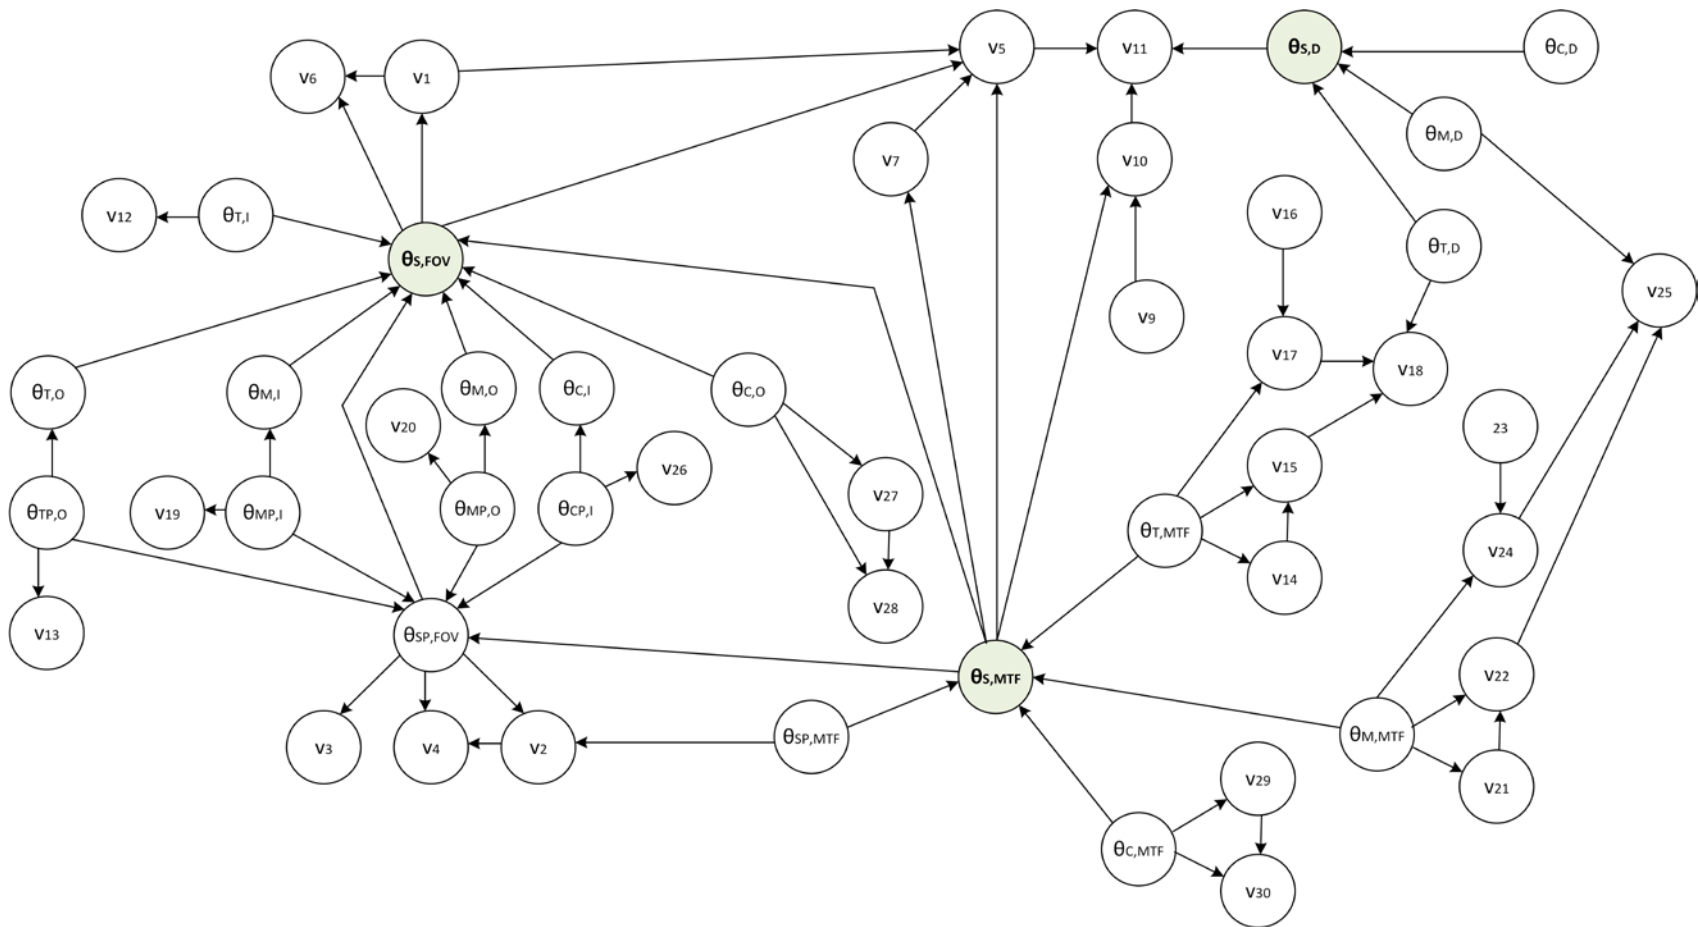 V5
V11
θS,D
θC,D
V6
V1
θM,D
V7
V10
V12
θT,I
V16
θT,D
θS,FOV
V25
V9
V17
V18
θT,O
θM,I
θM,O
θC,I
θC,O
V20
23
V26
V15
V27
θTP,O
V19
θMP,I
θMP,O
θCP,I
θT,MTF
V24
V14
V28
V13
θSP,FOV
θS,MTF
V22
V3
V4
V2
θSP,MTF
θM,MTF
V29
V21
θC,MTF
V30